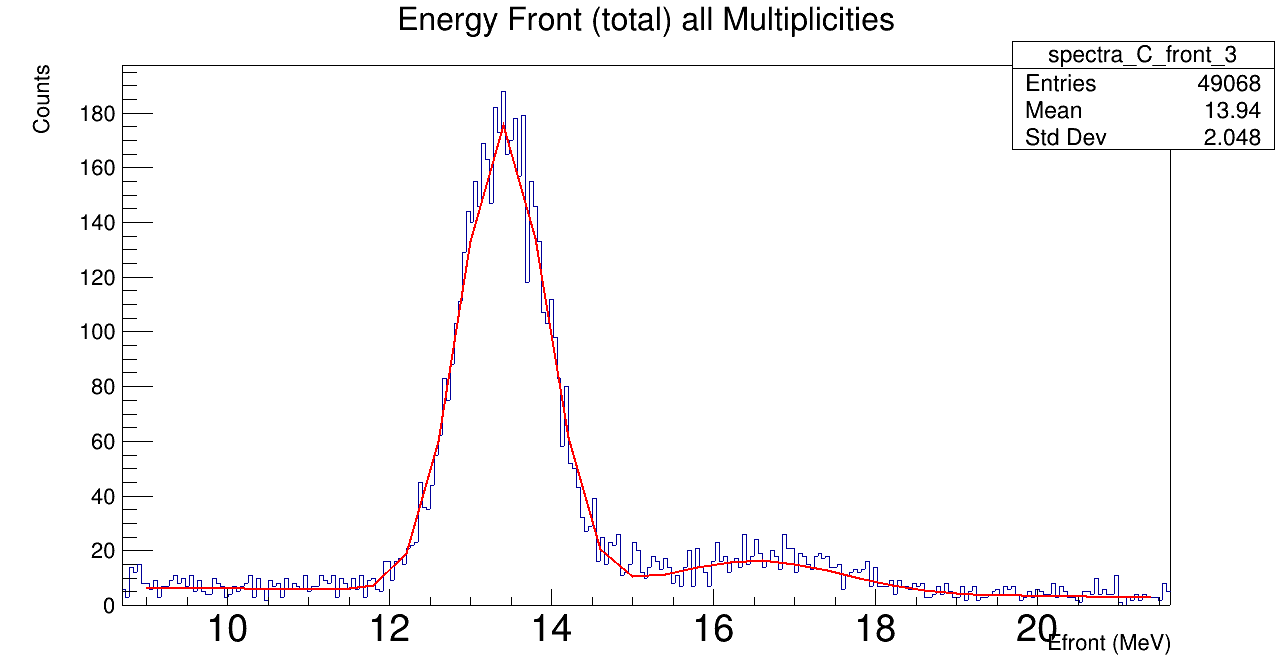 Energy Front (total) all Multiplicities
spectra_C_front_3
Entries 49068
Mean 13.94
Std Dev 2.048
Counts
180
160
140
120
100
80
60
40
20
0
10 12 14 16 18 20
Efront (MeV)